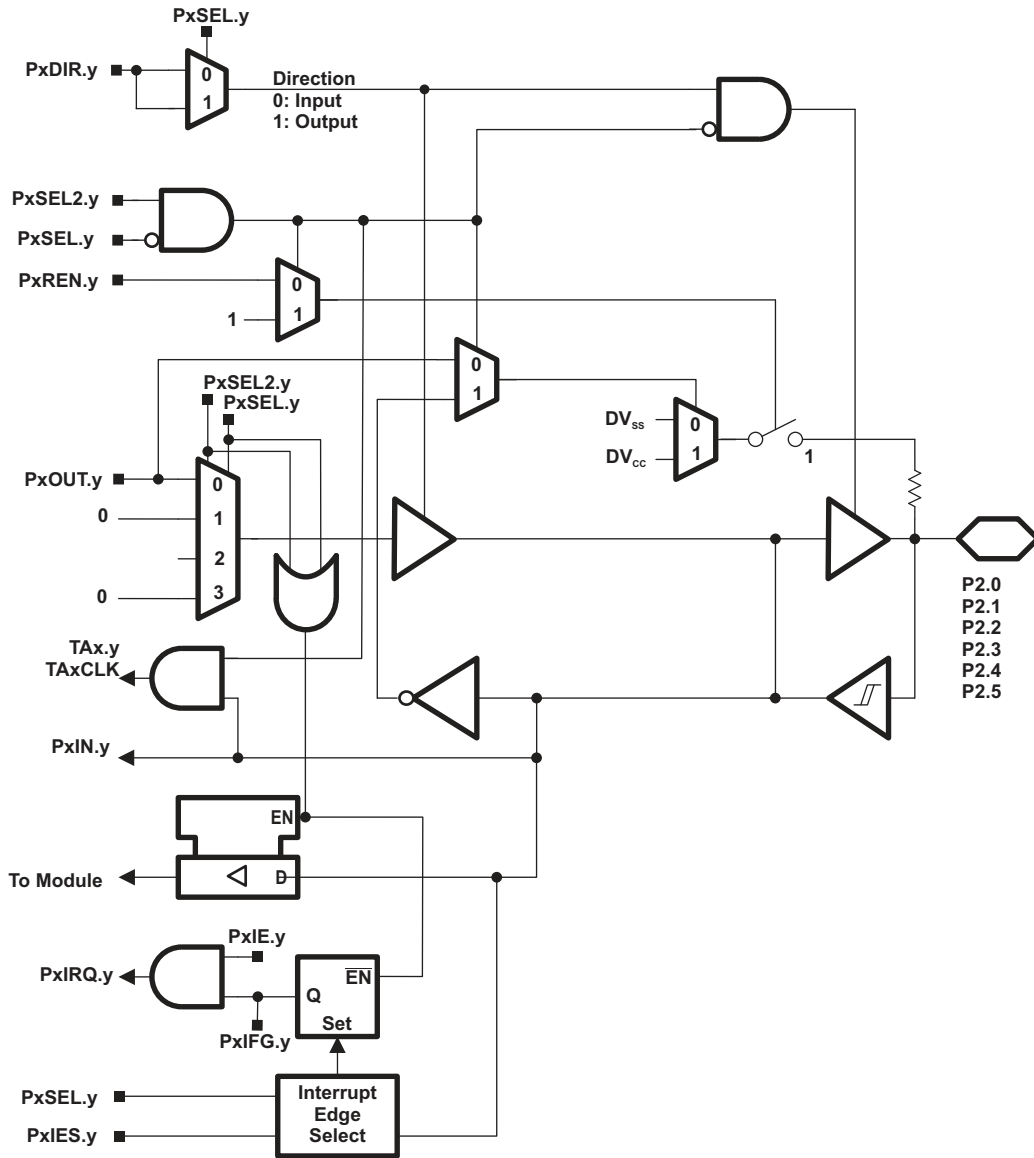 PxSEL.y
PxDIR.y
0
1
Direction
0: Input
1: Output
PxSEL2.y
PxSEL.y
PxREN.y
0
1
1
0
1
PxSEL2.y
PxSEL.y
DVSS
0
DVCC
1
1
PxOUT.y
0
0
1
2
0
3
P2.0
P2.1
P2.2
P2.3
P2.4
P2.5
TAx.y
TAxCLK
PxIN.y
EN
To Module
D
PxIE.y
PxIRQ.y
EN
Q
Set
PxIFG.y
PxSEL.y
PxIES.y
Interrupt
Edge
Select